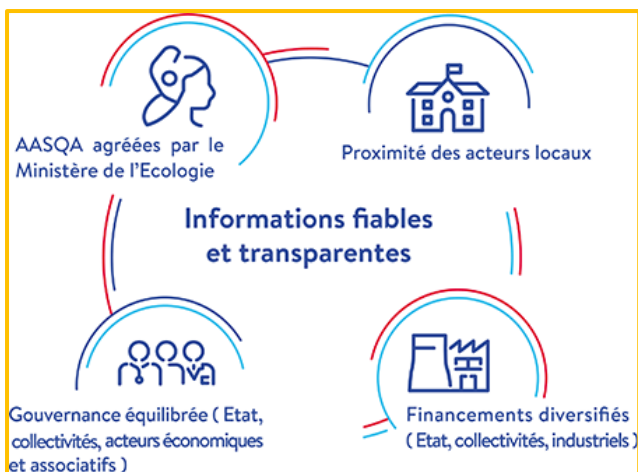 AASQA agréées par le
Ministère de l'Ecologie
Proximité des acteurs locaux
Informations fiables
et transparentes
Gouvernance équilibrée ( Etat,
collectivités, acteurs économiques
et associatifs )
Financements diversifiés
( Etat, collectivités, industriels )